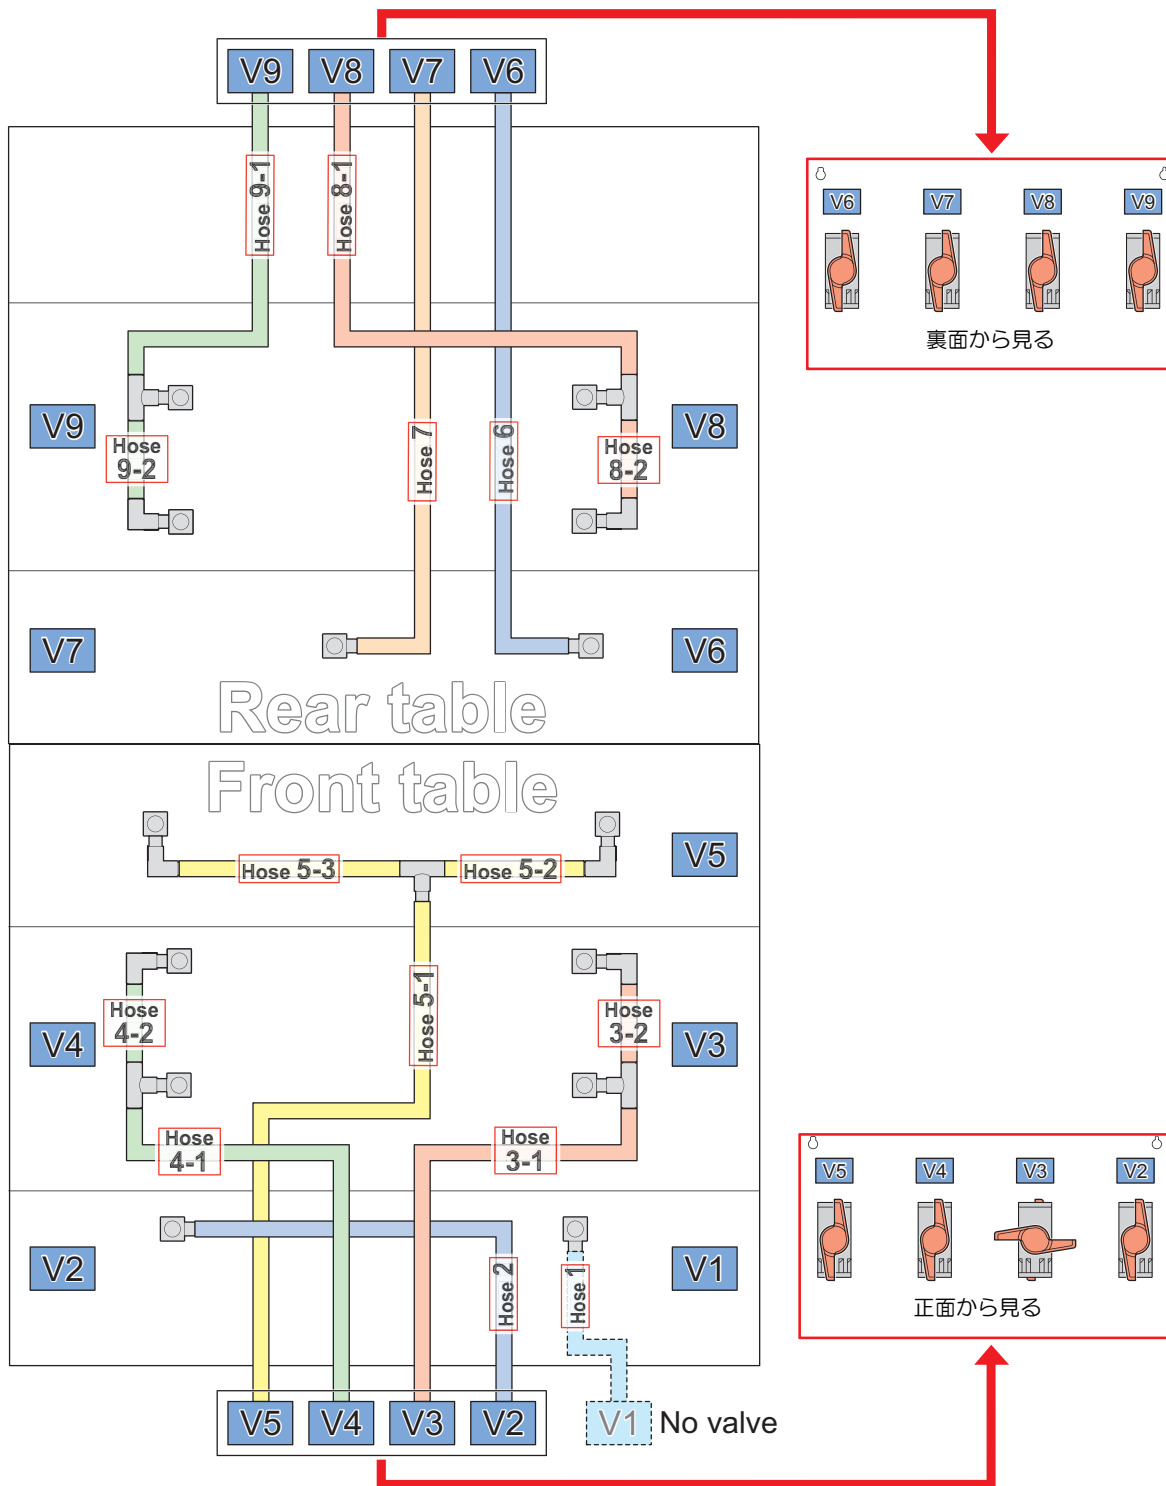 V9 V8 V7 V6
Hose 9-1
Hose 8-1
V6 V7 V8 V9
裏面から見る
V9
Hose
9-2
Hose 7
Hose 6
Hose
8-2
V8
V7
V6
Rear table
Front table
Hose 5-3
Hose 5-2
V5
V4
Hose
4-2
Hose 5-1
Hose
3-2
V3
Hose
4-1
Hose
3-1
V5 V4 V3 V2
正面から見る
V2
Hose 2
Hose 1
V1
V5 V4 V3 V2
V1 No valve